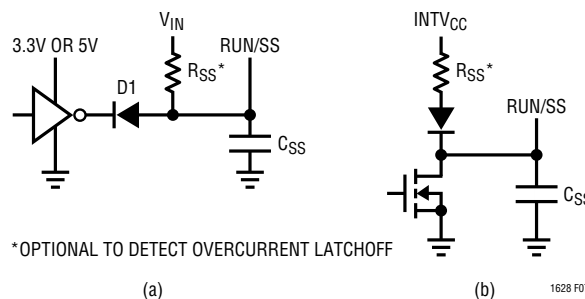 3.3V OR 5V
D1
VIN
RSS*
RUN/SS
CSS
INTVCC
RSS*
RUN/SS
CSS
*OPTIONAL TO DETECT OVERCURRENT LATCHOFF
(a)
(b)
1628 F0